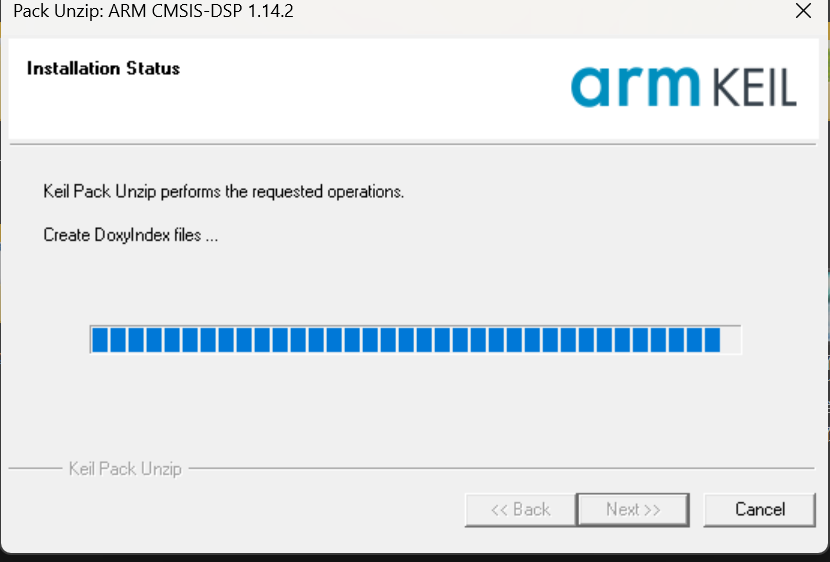 Pack Unzip: ARM CMSIS-DSP 1.14.2
Installation Status
arm KEIL
Keil Pack Unzip performs the requested operations.
Create DoxyIndex files ...
Keil Pack Unzip
<< Back
Next >>
Cancel